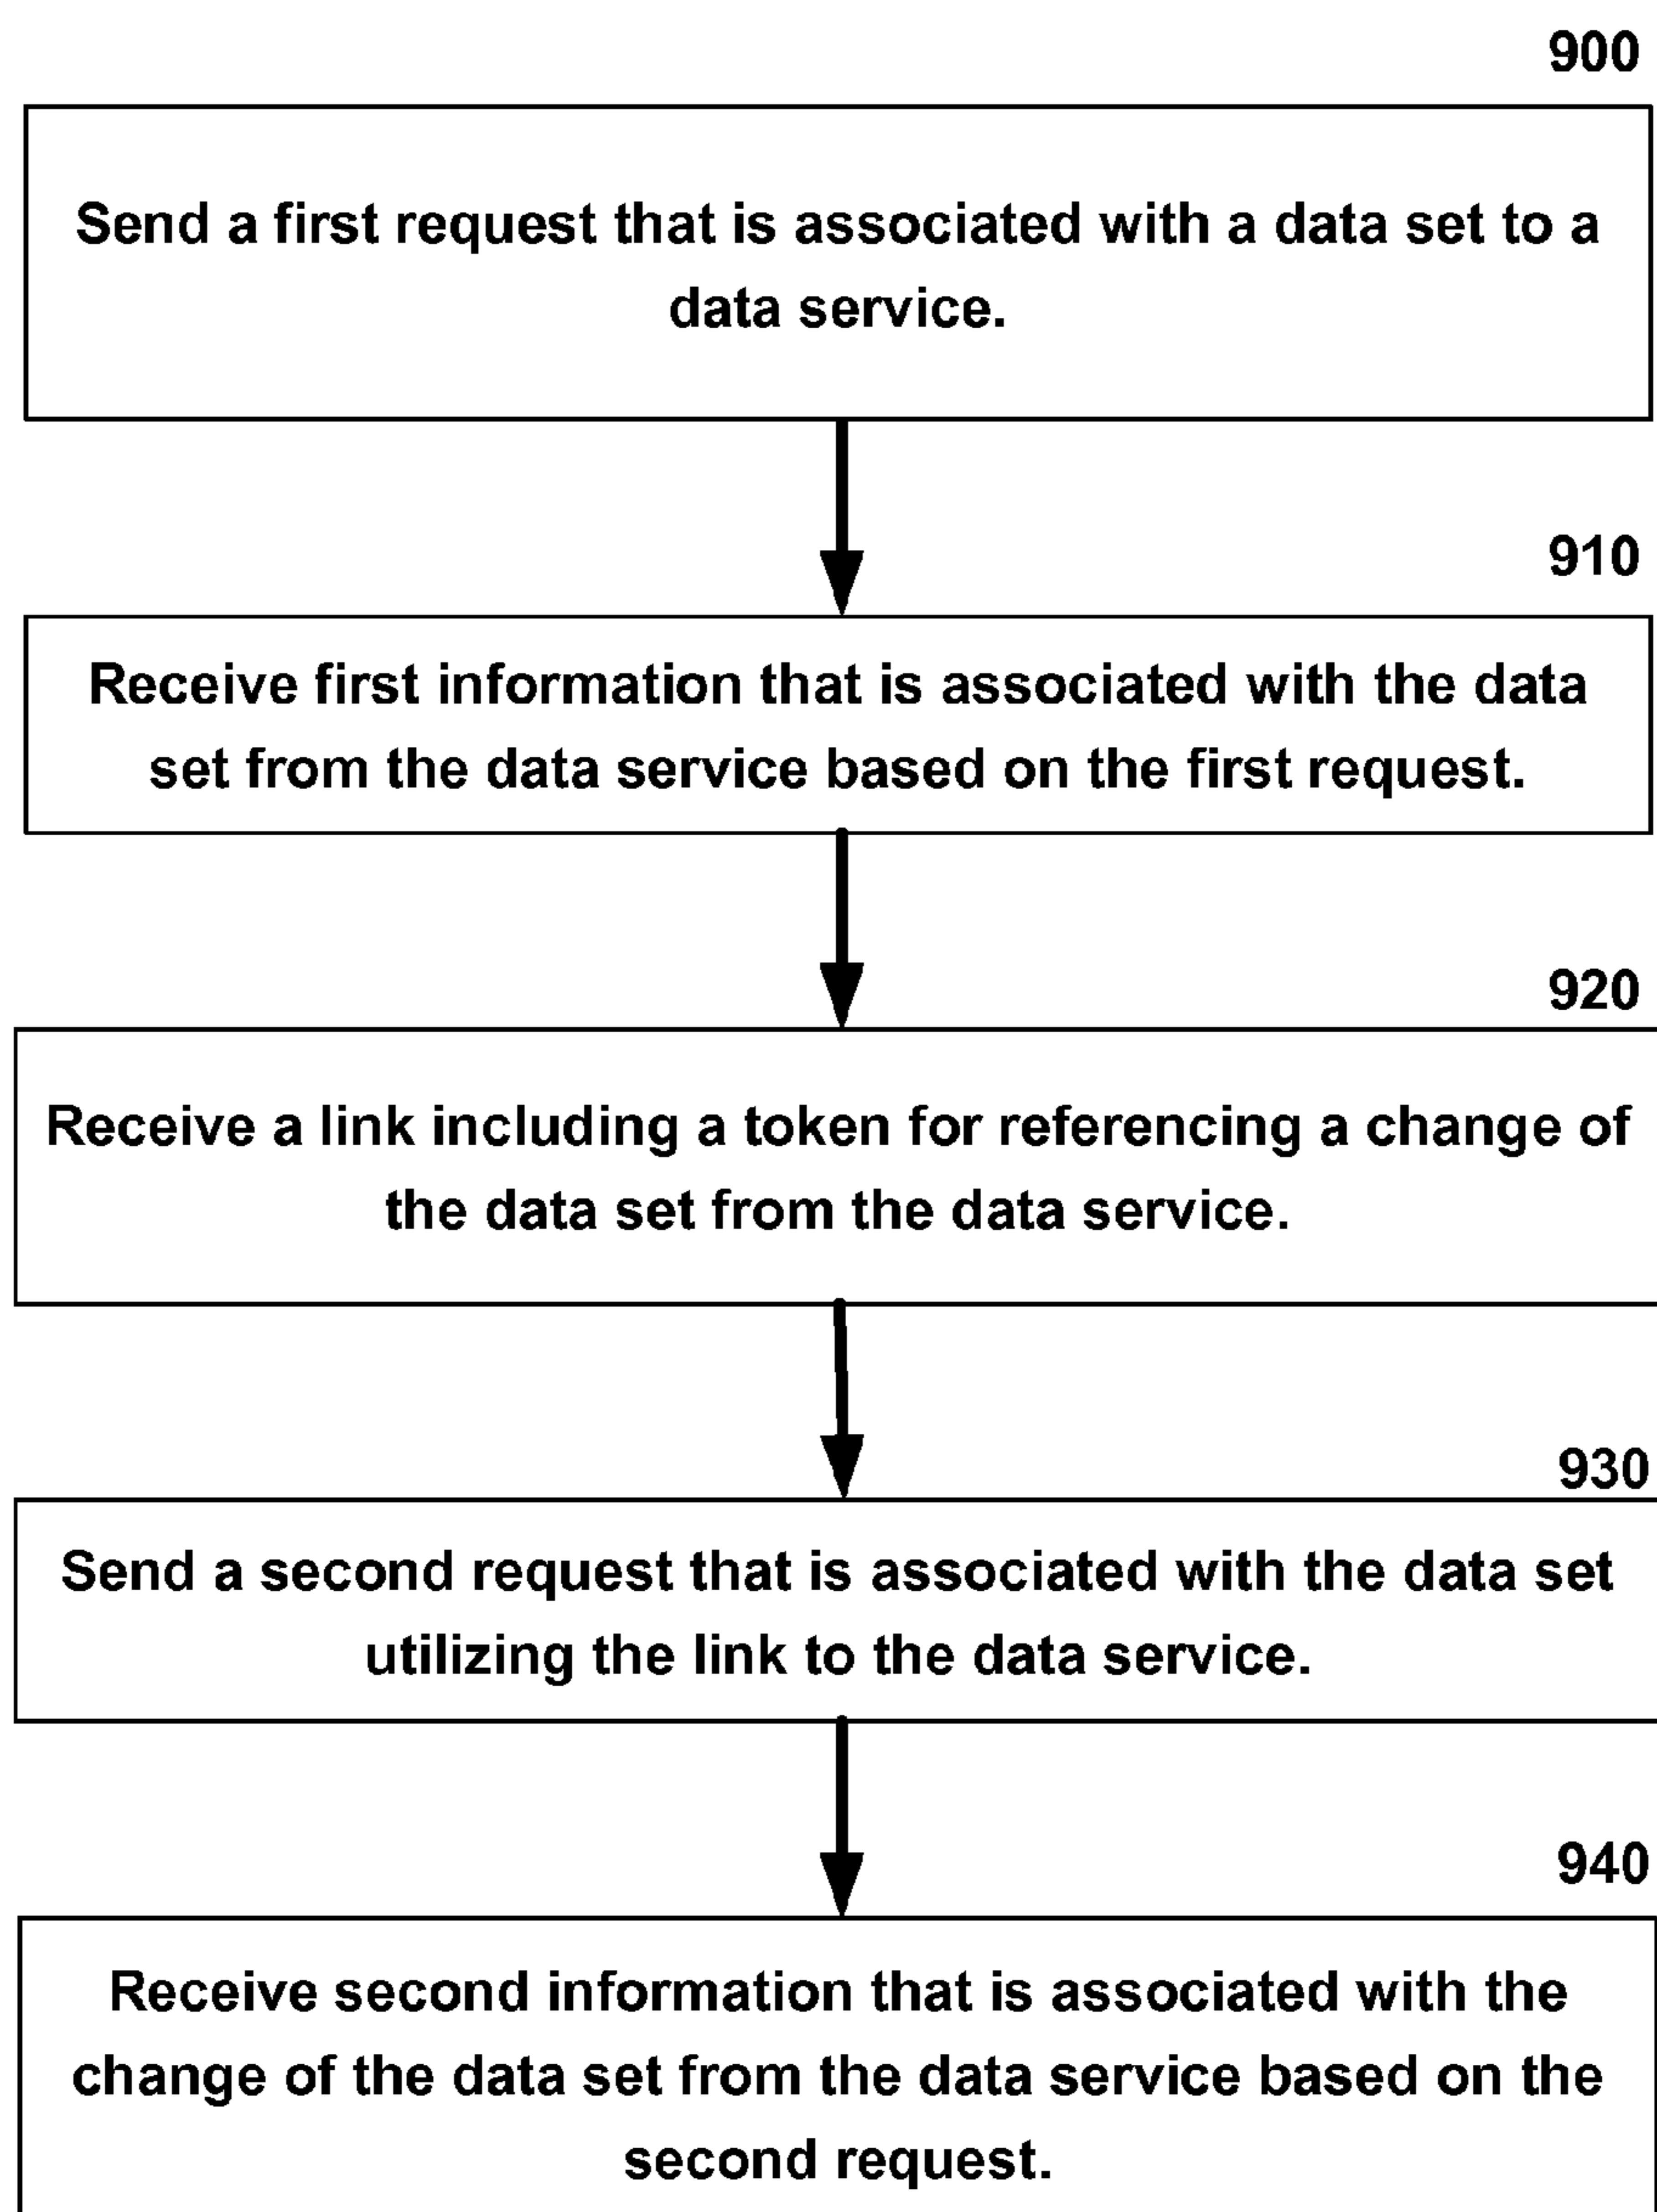 900
Send a first request that is associated with a data set to a
data service.
910
Receive first information that is associated with the data
set from the data service based on the first request.
920
Receive a link including a token for referencing a change of
the data set from the data service.
930
Send a second request that is associated with the data set
utilizing the link to the data service.
940
Receive second information that is associated with the
change of the data set from the data service based on the
second request.